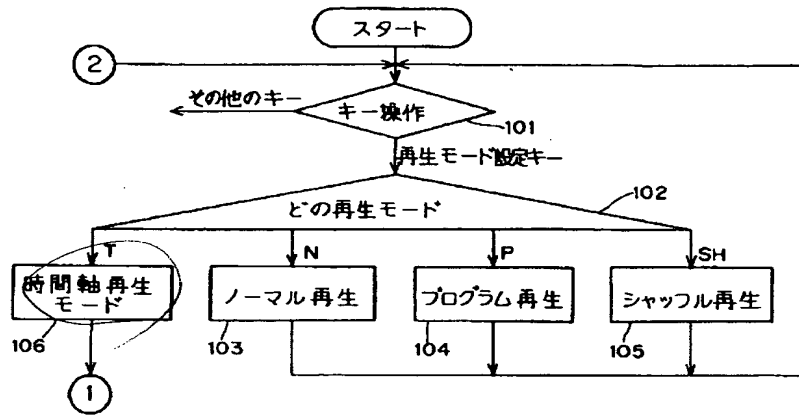 スタート
2
その他のキー
キー操作
101
再生モード設定キー
102
どの再生モード
T
N
P
SH
時間軸再生
モード
ノーマル再生
プログラム再生
シャッフル再生
106
103
104
105
1